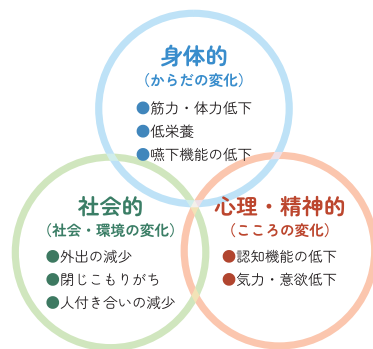 身体的
（からだの変化）
●筋力・体力低下
●低栄養
●嚥下機能の低下
社会的
（社会・環境の変化）
●外出の減少
●閉じこもりがち
●人付き合いの減少
心理・精神的
（こころの変化）
●認知機能の低下
●気力・意欲低下